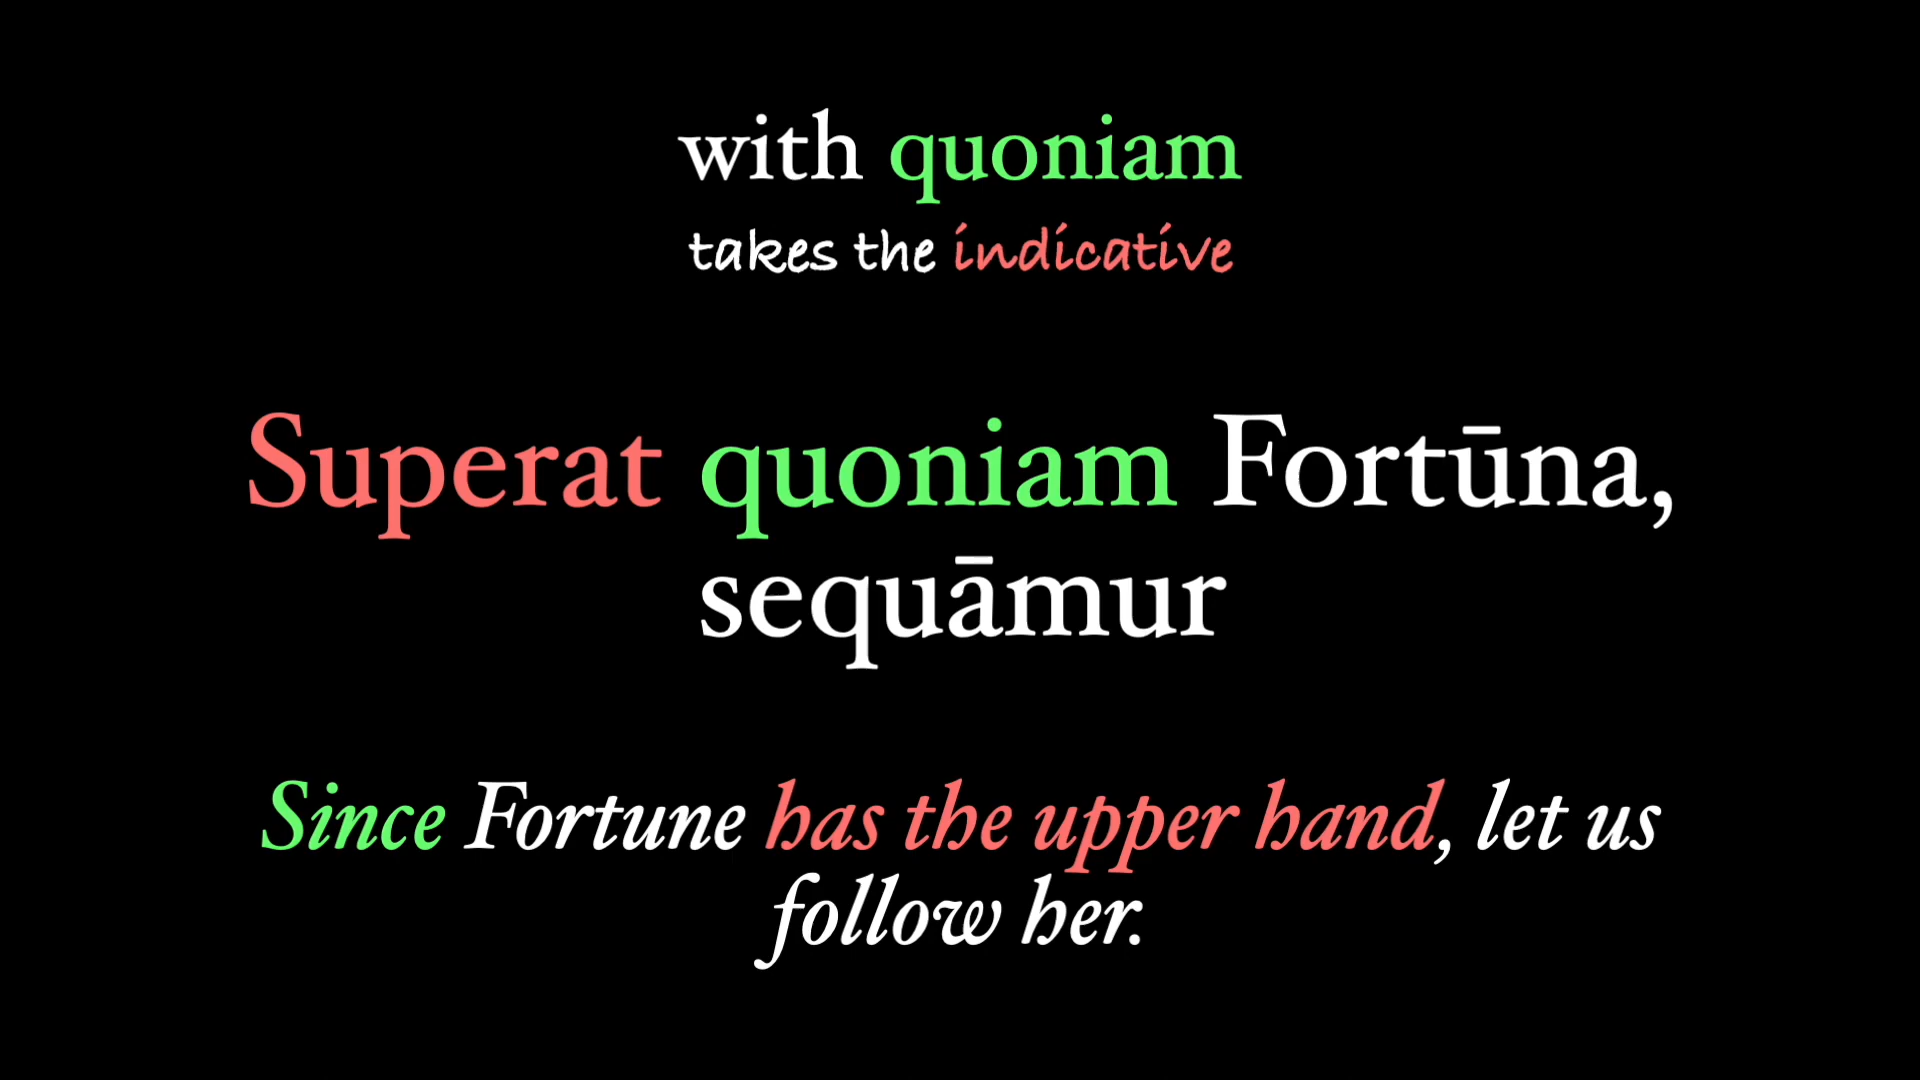 with quoniam
takes the indicative
Superat quoniam Fortūna,
sequāmur
Since Fortune has the upper hand, let us
follow her.